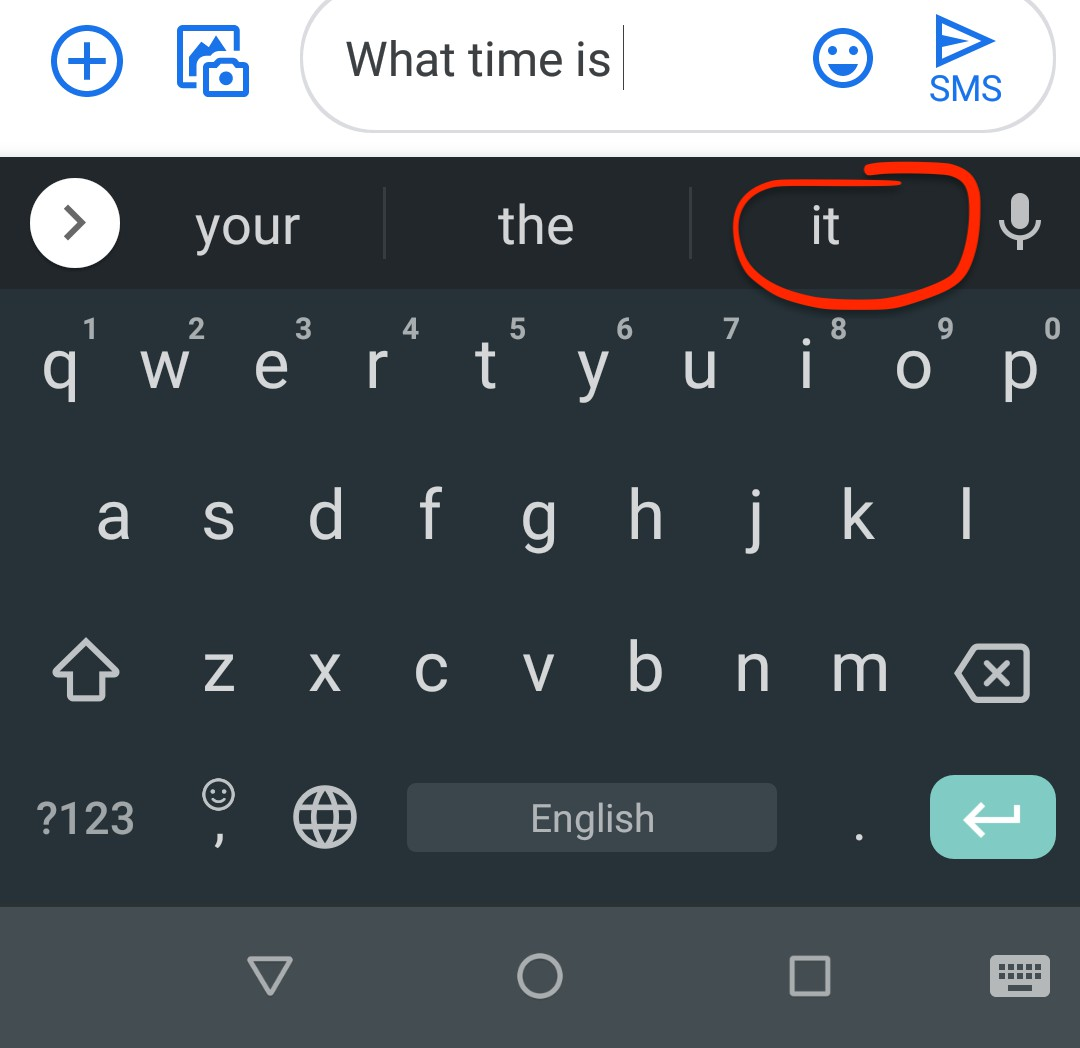 What time is
SMS
your the it
1 2 3 4 5 6 7 8 9 0
q w e r t y u i o p
a s d f g h j k l
z x c v b n m
?123 , English .